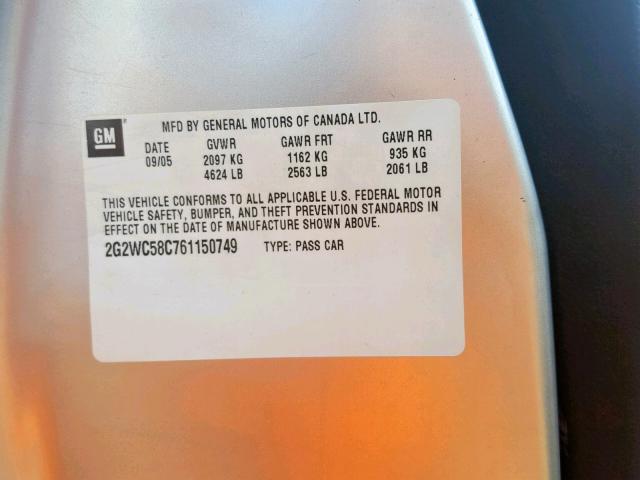 GM
MFD BY GENERAL MOTORS OF CANADA LTD.
DATE GVWR GAWR FRT GAWR RR
09/05 2097 KG 1162 KG 935 KG
4624 LB 2563 LB 2061 LB
THIS VEHICLE CONFORMS TO ALL APPLICABLE U.S. FEDERAL MOTOR
VEHICLE SAFETY, BUMPER, AND THEFT PREVENTION STANDARDS IN
EFFECT ON THE DATE OF MANUFACTURE SHOWN ABOVE.
2G2WC58C761150749 TYPE: PASS CAR